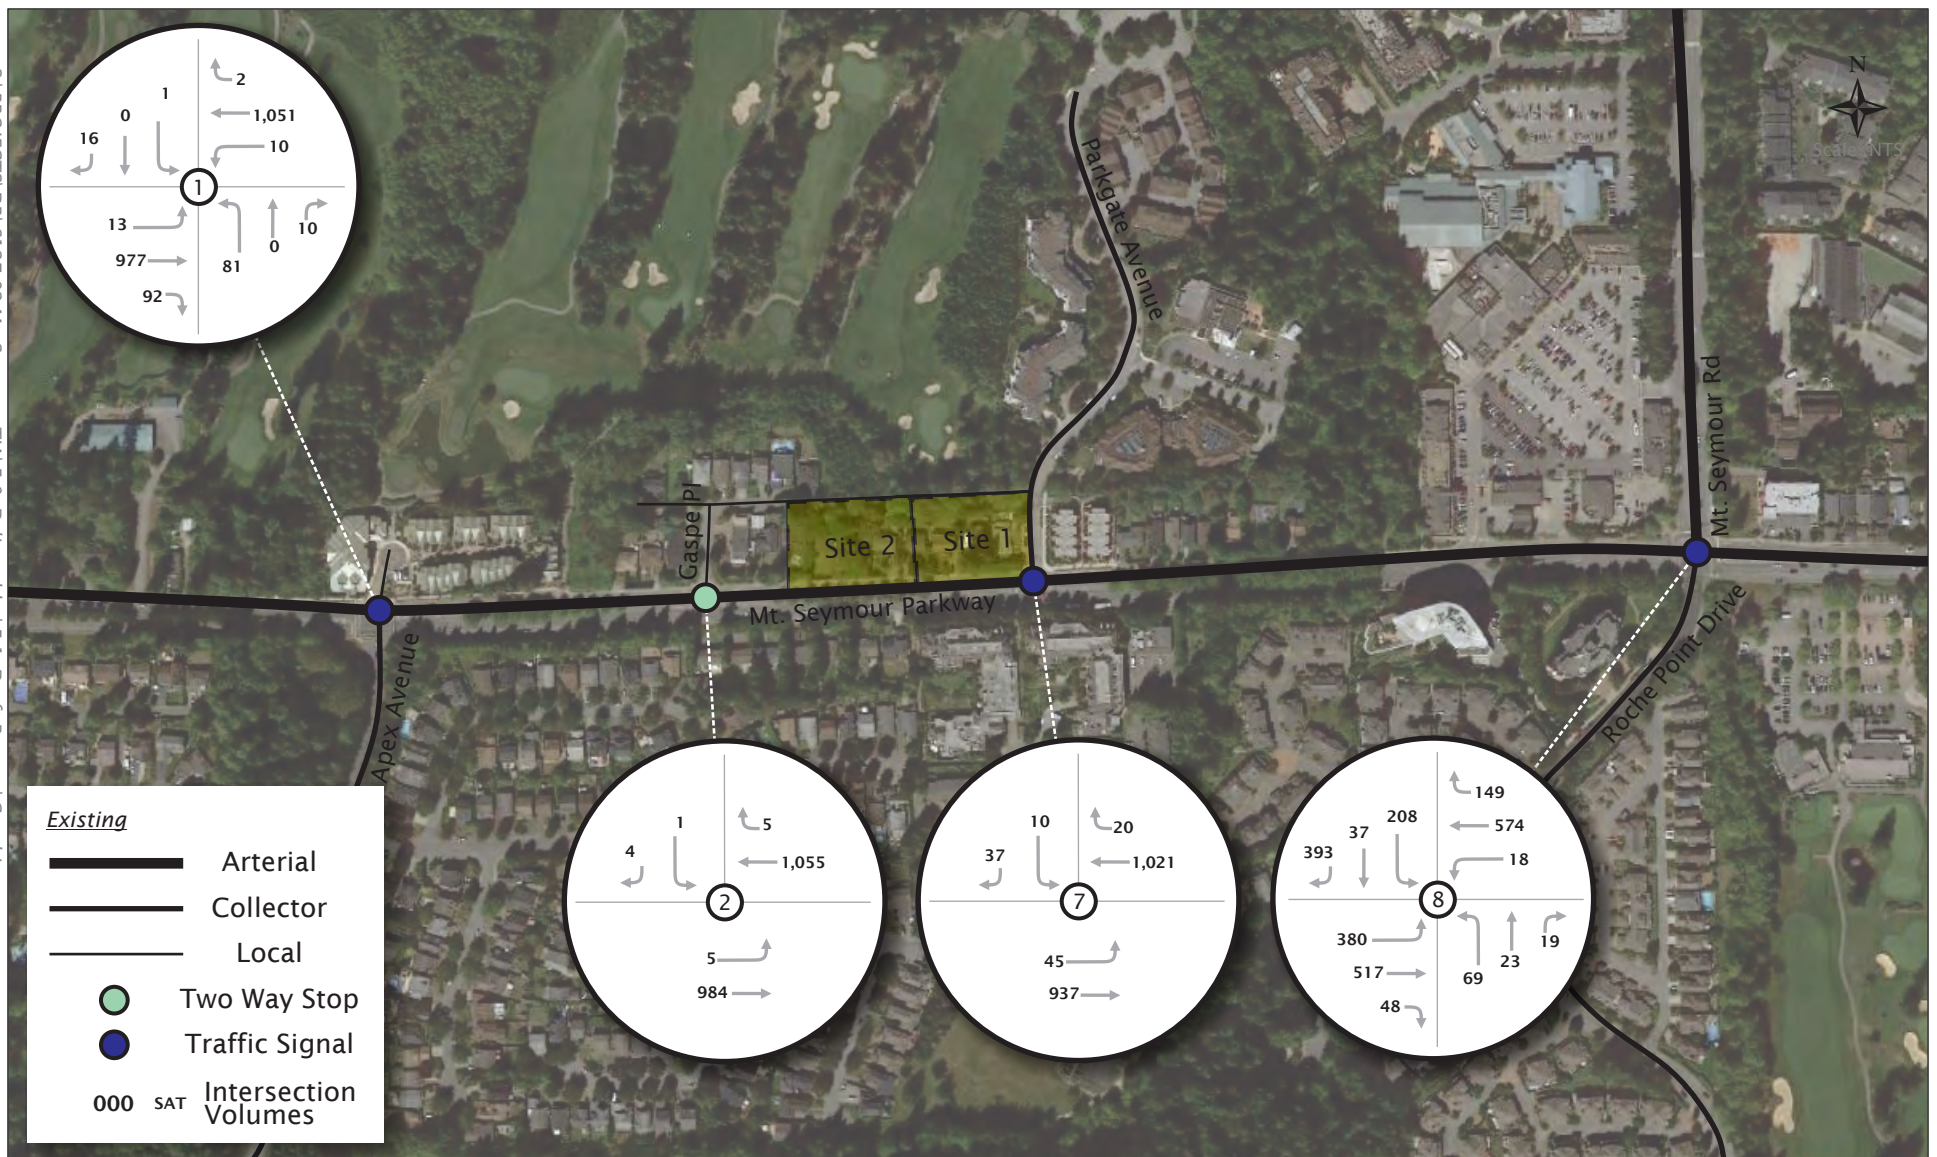 2
1
1,051
0
16
10
1
13
10
0
977
81
92
N
Scale: NTS
Parkgate Avenue
Mt. Seymour Rd
Gaspe Pl
Site 2
Site 1
Mt. Seymour Parkway
Apex Avenue
Roche Point Drive
Existing
Arterial
Collector
Local
Two Way Stop
Traffic Signal
000 SAT Intersection
Volumes
1
5
4
1,055
2
5
984
10
20
37
1,021
7
45
937
149
208
574
37
393
18
8
380
19
23
517
69
48